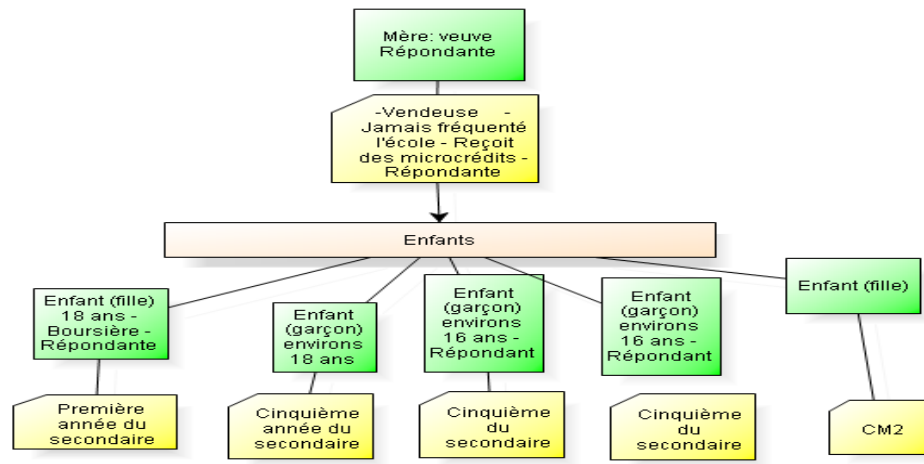 Mère: veuve
Répondante
-Vendeuse -
Jamais fréquenté
l'école - Reçoit
des microcrédits -
Répondante
Enfants
Enfant (fille)
18 ans -
Boursière -
Répondante
Enfant
(garçon)
environs
18 ans
Enfant
(garçon)
environs
16 ans -
Répondant
Enfant
(garçon)
environs
16 ans -
Répondant
Enfant (fille)
Première
année du
secondaire
Cinquième
année du
secondaire
Cinquième
du
secondaire
Cinquième
du
secondaire
CM2